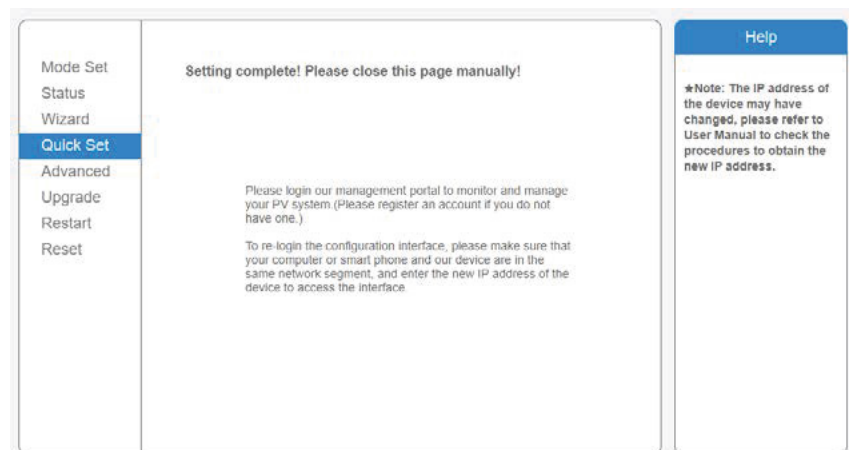 Mode Set
Status
Wizard
Quick Set
Advanced
Upgrade
Restart
Reset
Setting complete! Please close this page manually!
Please login our management portal to monitor and manage
your PV system.(Please register an account if you do not
have one.)
To re-login the configuration interface, please make sure that
your computer or smart phone and our device are in the
same network segment, and enter the new IP address of the
device to access the interface
Help
★Note: The IP address of
the device may have
changed, please refer to
User Manual to check the
procedures to obtain the
new IP address.